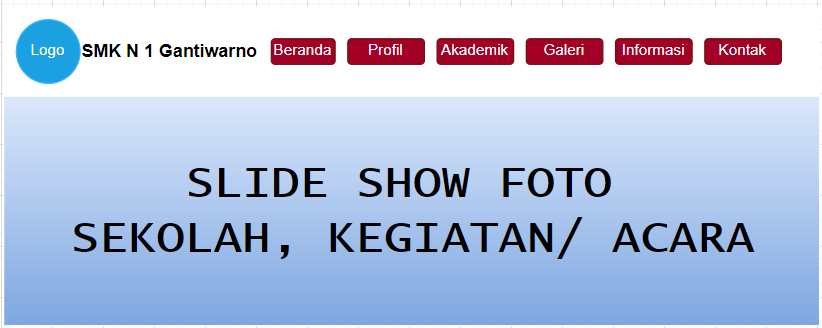 Logo SMK N 1 Gantiwarno Beranda Profil Akademik Galeri Informasi Kontak
SLIDE SHOW FOTO
SEKOLAH, KEGIATAN/ ACARA